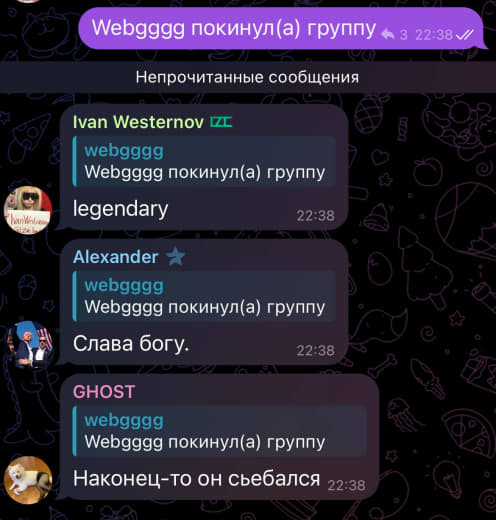 Webgggg покинул(а) группу 3 22:38
Непрочитанные сообщения
Ivan Westernov
webgggg
Webgggg покинул(а) группу
legendary 22:38
Alexander
webgggg
Webgggg покинул(а) группу
Слава богу. 22:38
GHOST
webgggg
Webgggg покинул(а) группу
Наконец-то он сьебался 22:38